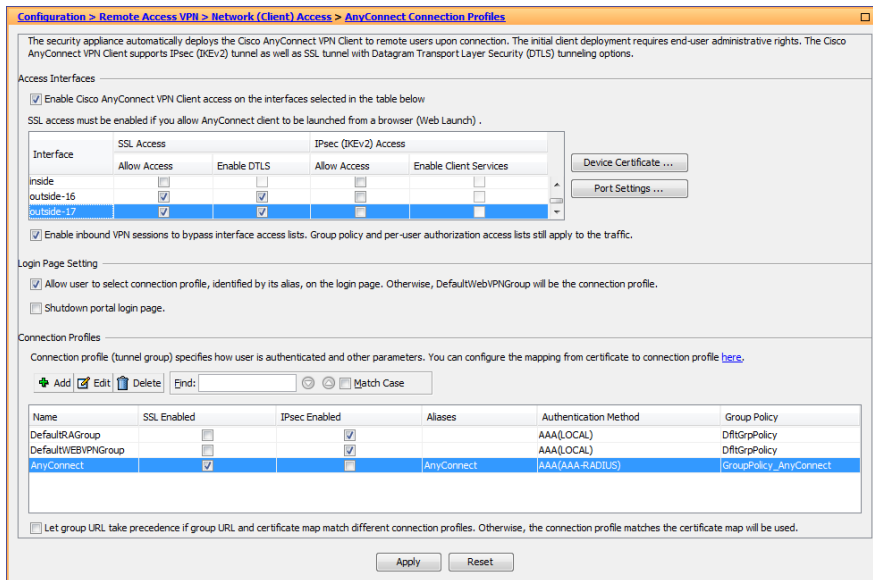 Configuration > Remote Access VPN > Network (Client) Access > AnyConnect Connection Profiles
The security appliance automatically deploys the Cisco AnyConnect VPN Client to remote users upon connection. The initial client deployment requires end-user administrative rights. The Cisco
AnyConnect VPN Client supports IPsec (IKEv2) tunnel as well as SSL tunnel with Datagram Transport Layer Security (DTLS) tunneling options.
Access Interfaces
Enable Cisco AnyConnect VPN Client access on the interfaces selected in the table below
SSL access must be enabled if you allow AnyConnect client to be launched from a browser (Web Launch) .
Interface SSL Access IPsec (IKEv2) Access
Allow Access Enable DTLS Allow Access Enable Client Services
inside
outside-16
outside-17
Device Certificate ...
Port Settings ...
Enable inbound VPN sessions to bypass interface access lists. Group policy and per-user authorization access lists still apply to the traffic.
Login Page Setting
Allow user to select connection profile, identified by its alias, on the login page. Otherwise, DefaultWebVPNGroup will be the connection profile.
Shutdown portal login page.
Connection Profiles
Connection profile (tunnel group) specifies how user is authenticated and other parameters. You can configure the mapping from certificate to connection profile here.
Add Edit Delete Find: Match Case
Name SSL Enabled IPsec Enabled Aliases Authentication Method Group Policy
DefaultRAGroup AAA(LOCAL) DfltGrpPolicy
DefaultWEBVPNGroup AAA(LOCAL) DfltGrpPolicy
AnyConnect AnyConnect AAA(AAA-RADIUS) GroupPolicy_AnyConnect
Let group URL take precedence if group URL and certificate map match different connection profiles. Otherwise, the connection profile matches the certificate map will be used.
Apply Reset